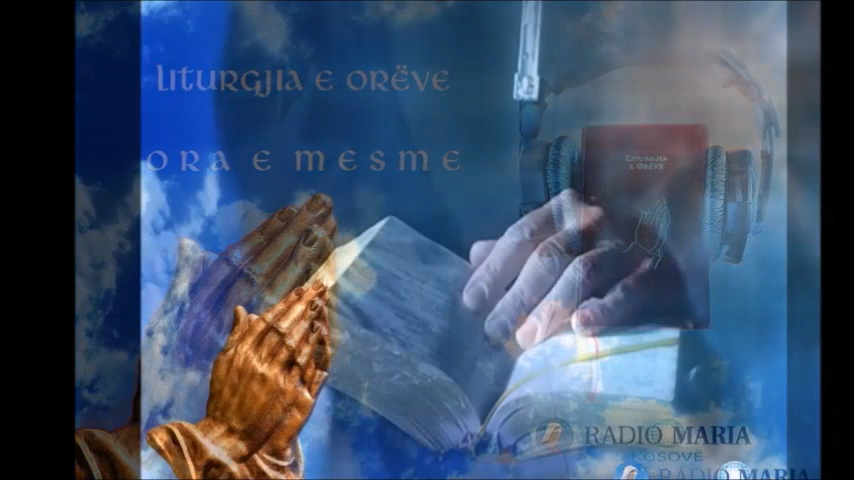 LITURGJIA E ORËVE
ORA E MESME
LITURGJIA
E ORËVE
RADIO MARIA
KOSOVË
RADIO MARIA